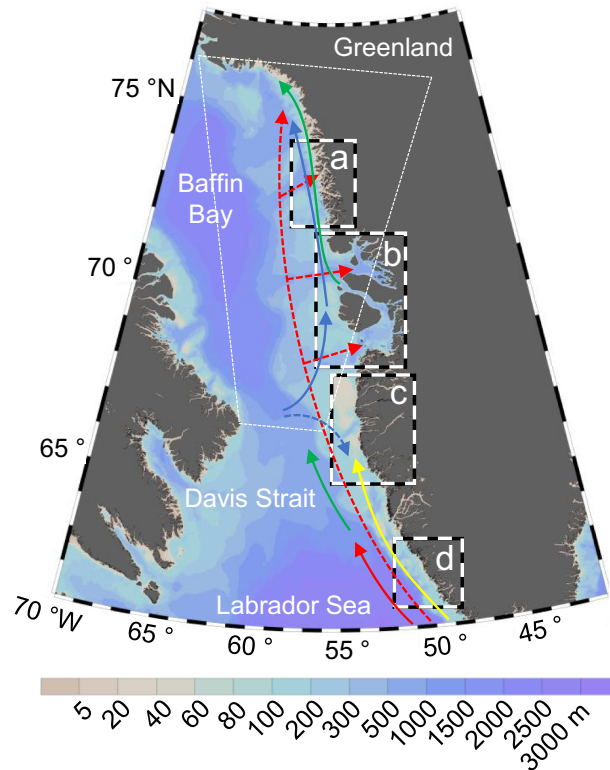 Greenland
75 °N
a
Baffin
Bay
b
70 °
c
65 °
Davis Strait
d
Labrador Sea
70 °W
65 °
60 °
55 °
50 °
45 °
5
20
40
60
80
100
200
300
500
1000
1500
2000
2500
3000 m